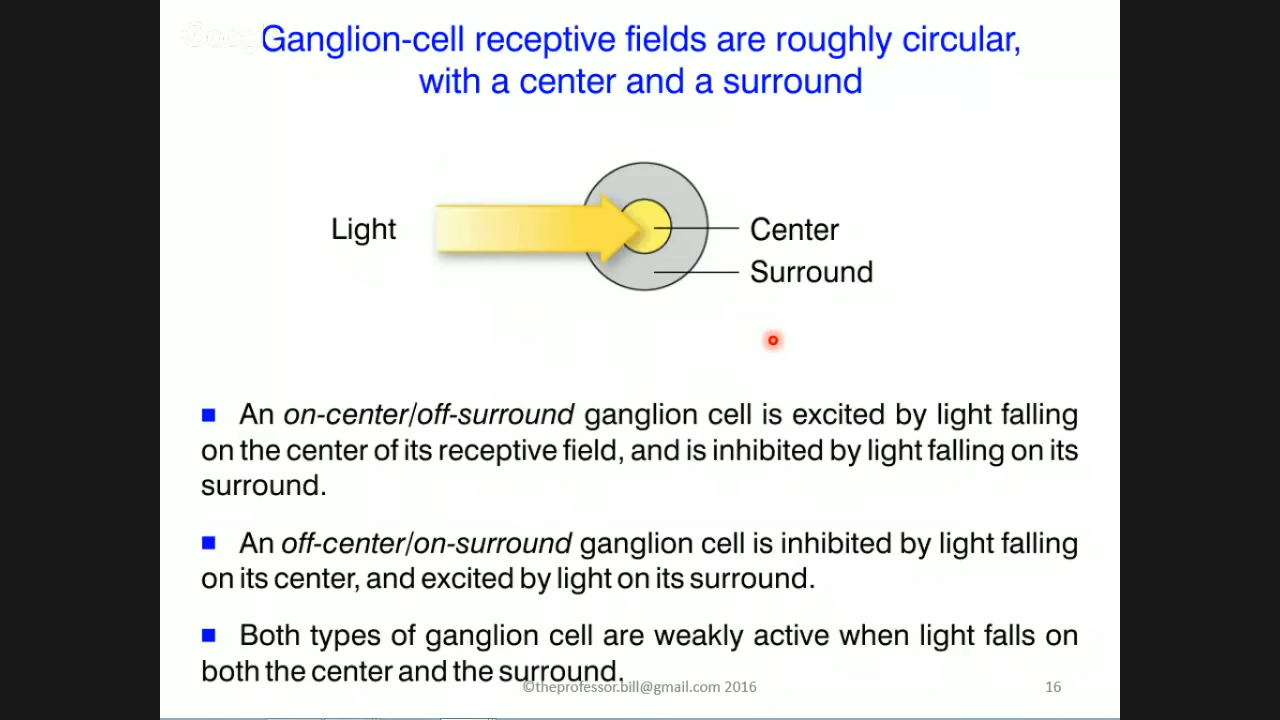 Ganglion-cell receptive fields are roughly circular,
with a center and a surround
Light
Center
Surround
■ An on-center/off-surround ganglion cell is excited by light falling
on the center of its receptive field, and is inhibited by light falling on its
surround.
■ An off-center/on-surround ganglion cell is inhibited by light falling
on its center, and excited by light on its surround.
■ Both types of ganglion cell are weakly active when light falls on
both the center and the surround.
©theprofessor.bill@gmail.com 2016
16